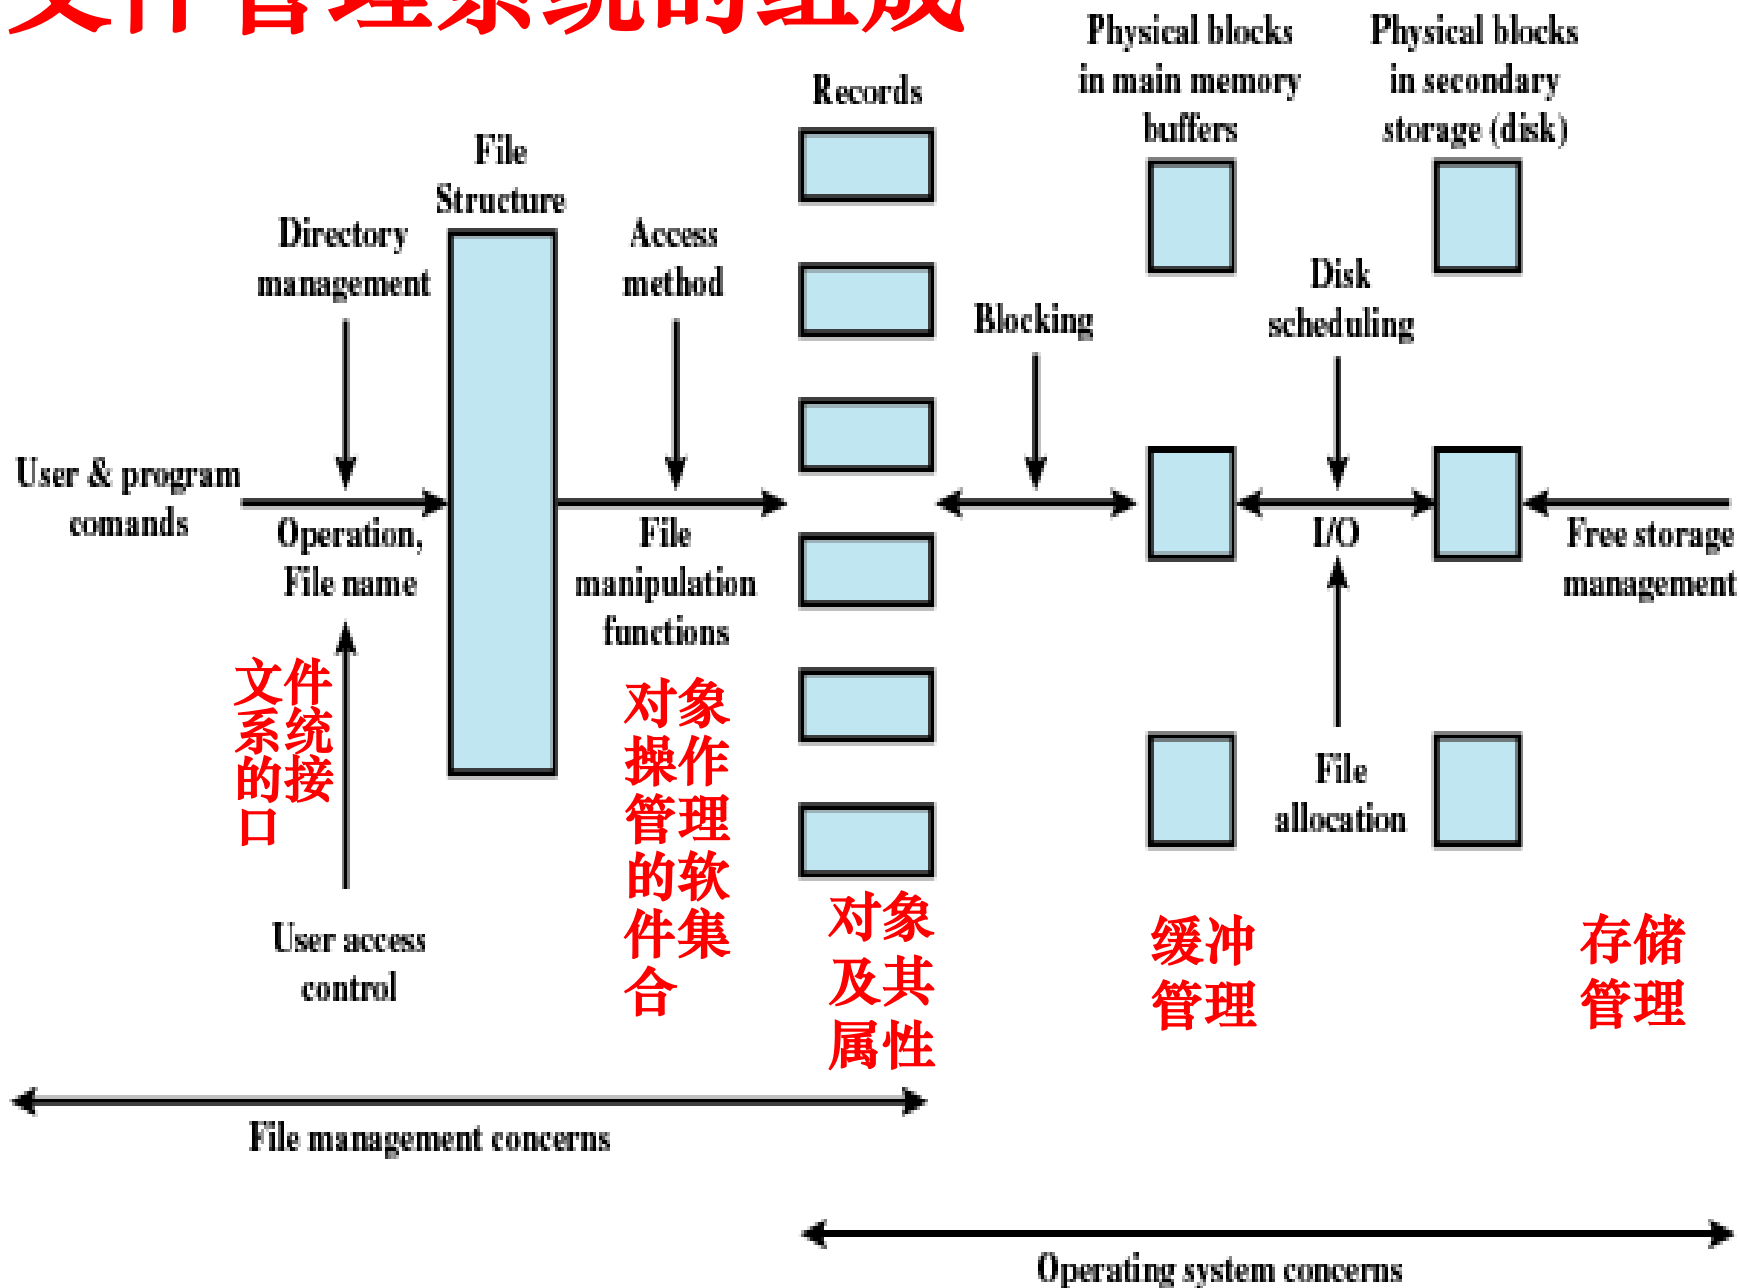 文件管理系统的组成
Physical blocks
in main memory
buffers
Physical blocks
in secondary
storage (disk)
Records
File
Structure
Directory
management
Access
method
Blocking
Disk
scheduling
User & program
comands
Operation,
File name
File
manipulation
functions
I/O
Free storage
management
文件
系统
的接
口
对象
操作
管理
的软
件集
合
File
allocation
对象
及其
属性
缓冲
管理
存储
管理
User access
control
File management concerns
Operating system concerns